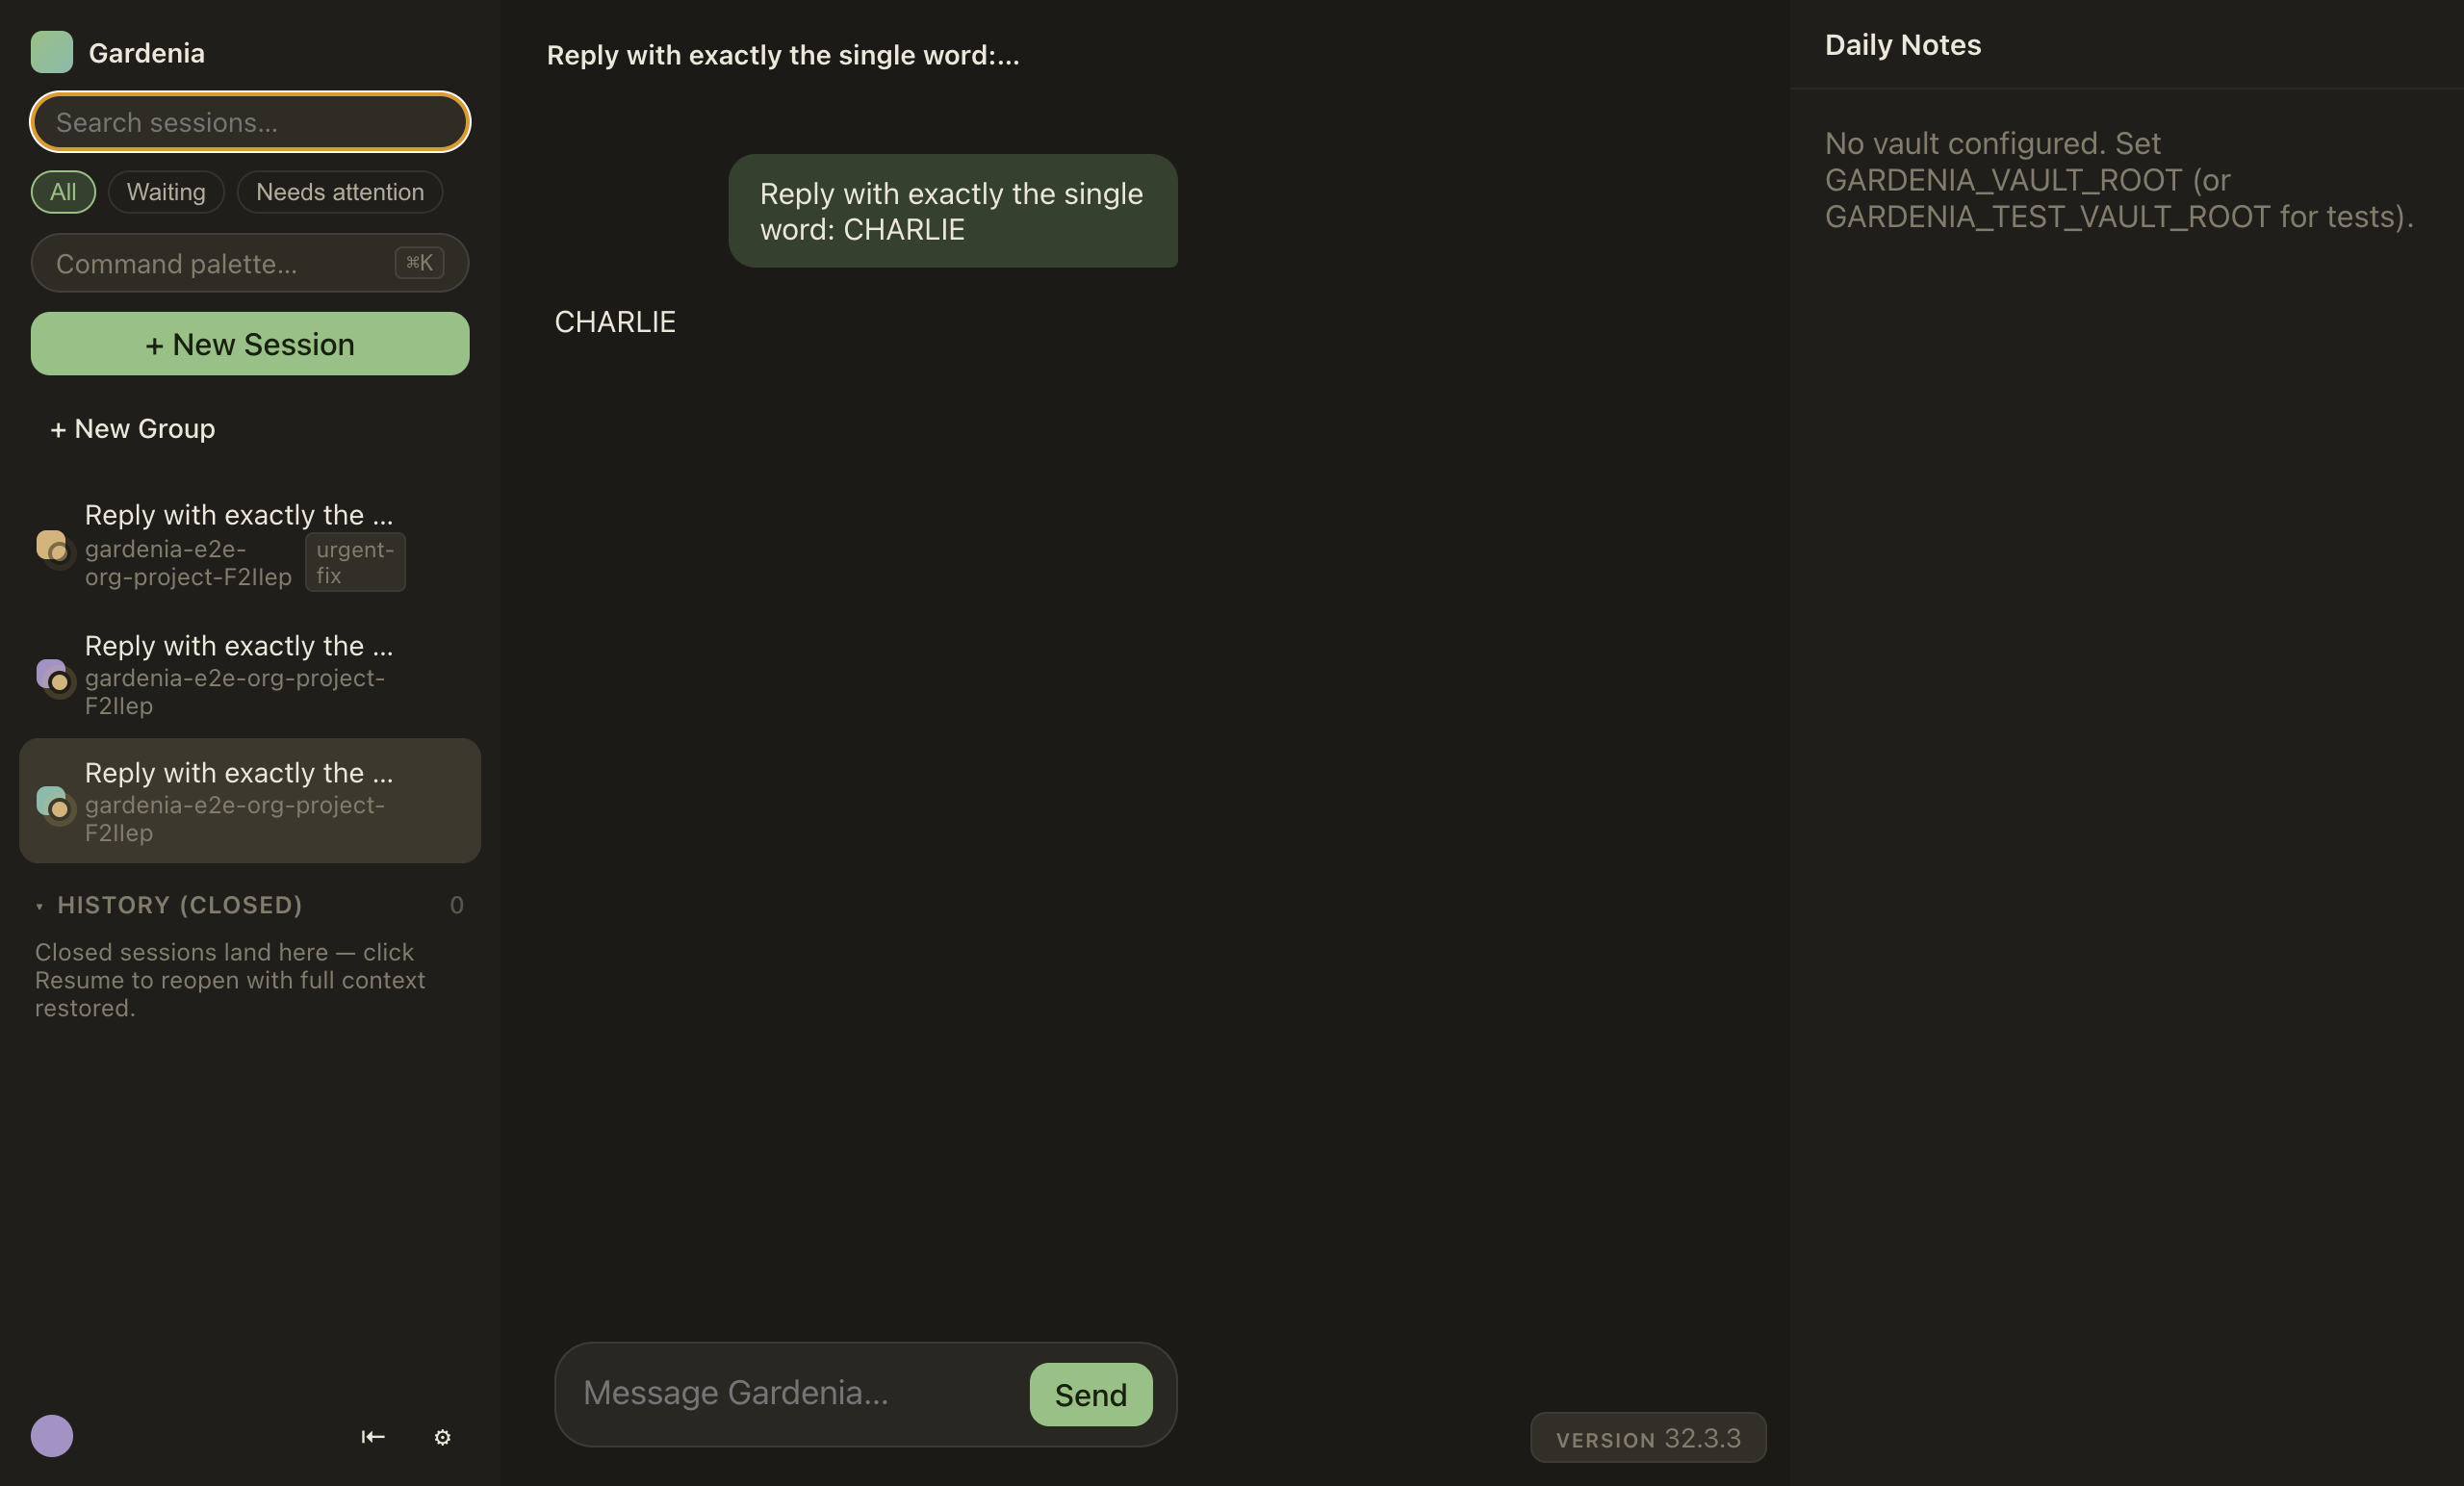 Gardenia
Search sessions...
All
Waiting
Needs attention
Command palette...
⌘K
+ New Session
+ New Group
Reply with exactly the ...
gardenia-e2e-
org-project-F2IIep
urgent-
fix
Reply with exactly the ...
gardenia-e2e-org-project-
F2IIep
Reply with exactly the ...
gardenia-e2e-org-project-
F2IIep
▾ HISTORY (CLOSED) 0
Closed sessions land here — click
Resume to reopen with full context
restored.
Reply with exactly the single word:...
Reply with exactly the single
word: CHARLIE
CHARLIE
Message Gardenia...
Send
VERSION 32.3.3
Daily Notes
No vault configured. Set
GARDENIA_VAULT_ROOT (or
GARDENIA_TEST_VAULT_ROOT for tests).